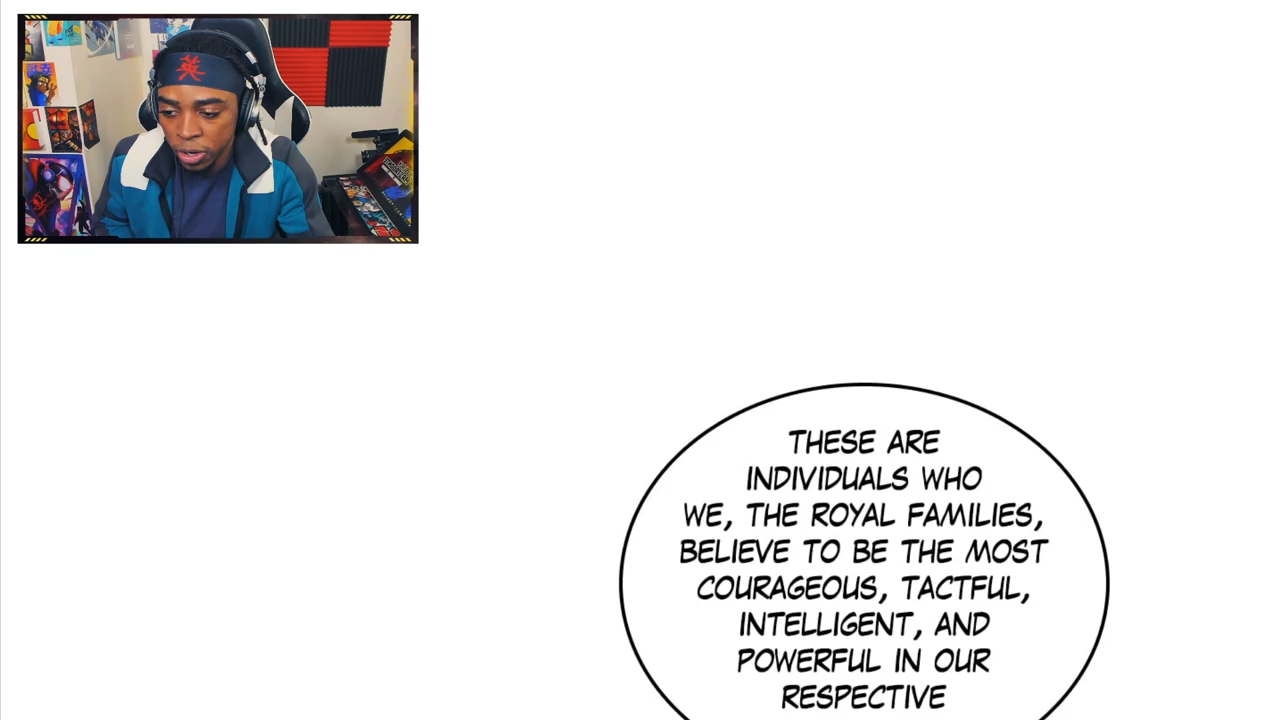 英
THESE ARE
INDIVIDUALS WHO
WE, THE ROYAL FAMILIES,
BELIEVE TO BE THE MOST
COURAGEOUS, TACTFUL,
INTELLIGENT, AND
POWERFUL IN OUR
RESPECTIVE